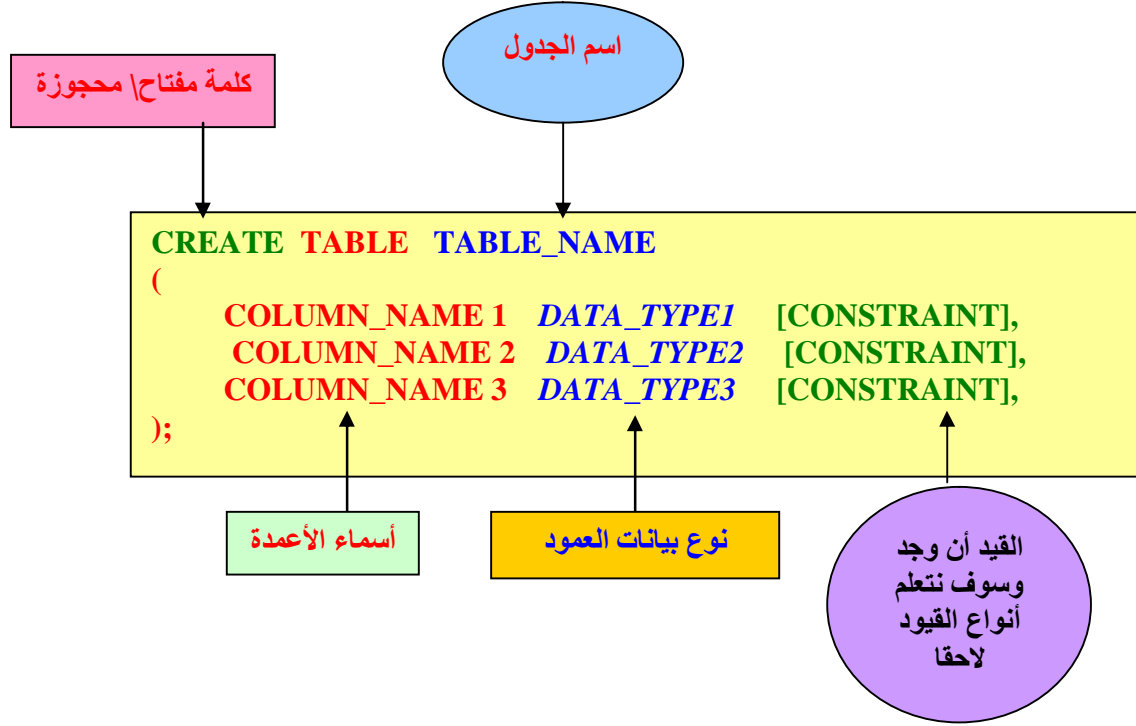 اسم الجدول
كلمة مفتاح\ محجوزة
CREATE TABLE TABLE_NAME
(
COLUMN_NAME 1 DATA_TYPE1 [CONSTRAINT],
COLUMN_NAME 2 DATA_TYPE2 [CONSTRAINT],
COLUMN_NAME 3 DATA_TYPE3 [CONSTRAINT],
);
أسماء الأعمدة
نوع بيانات العمود
القيد أن وجد
وسوف نتعلم
أنواع القيود
لاحقا